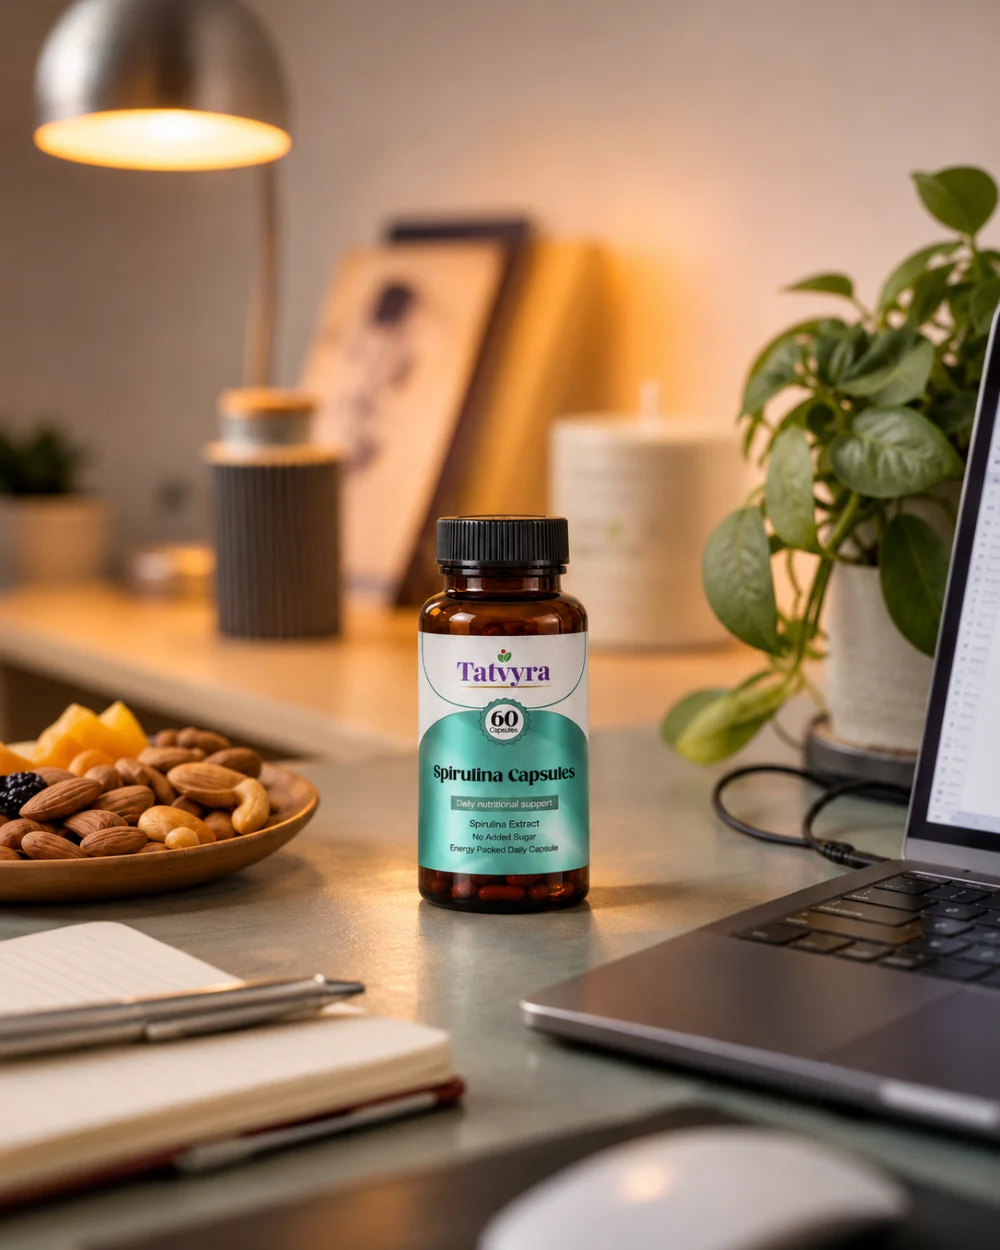 Tatvyra
60
Capsules
Spirulina Capsules
Daily nutritional support
Spirulina Extract
No Added Sugar
Energy Packed Daily Capsule